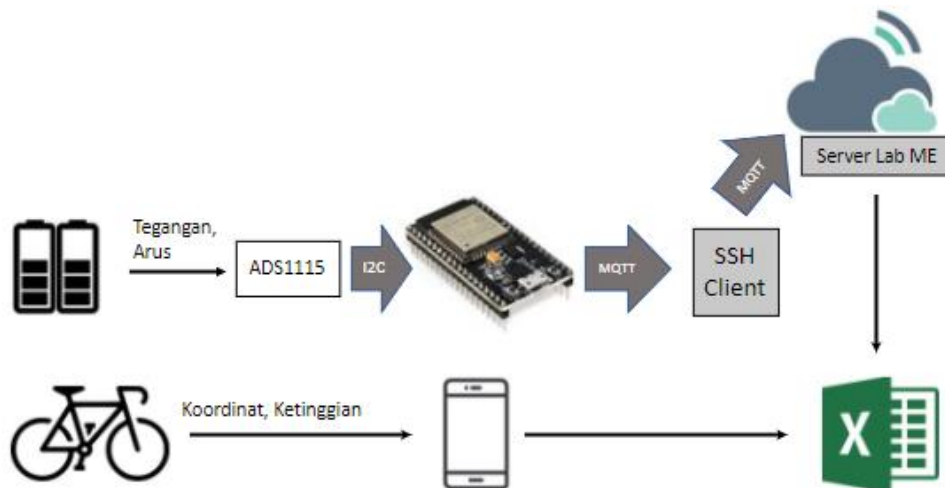 Server Lab ME
MQTT
Tegangan,
Arus
ADS1115
I2C
MQTT
SSH
Client
Koordinat, Ketinggian
X